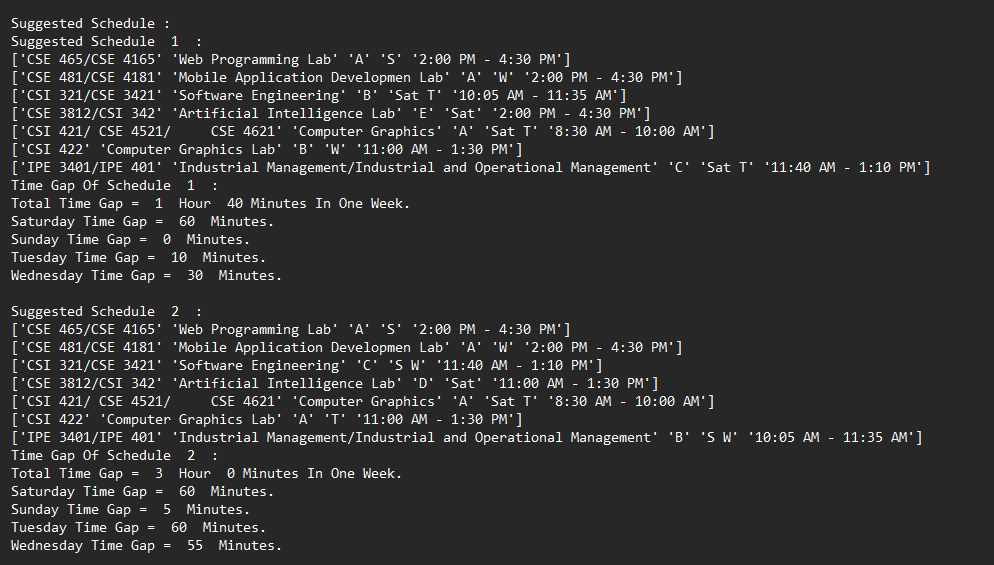 Suggested Schedule :
Suggested Schedule  1  :
['CSE 465/CSE 4165' 'Web Programming Lab' 'A' 'S' '2:00 PM - 4:30 PM']
['CSE 481/CSE 4181' 'Mobile Application Developmen Lab' 'A' 'W' '2:00 PM - 4:30 PM']
['CSI 321/CSE 3421' 'Software Engineering' 'B' 'Sat T' '10:05 AM - 11:35 AM']
['CSE 3812/CSI 342' 'Artificial Intelligence Lab' 'E' 'Sat' '2:00 PM - 4:30 PM']
['CSI 421/ CSE 4521/     CSE 4621' 'Computer Graphics' 'A' 'Sat T' '8:30 AM - 10:00 AM']
['CSI 422' 'Computer Graphics Lab' 'B' 'W' '11:00 AM - 1:30 PM']
['IPE 3401/IPE 401' 'Industrial Management/Industrial and Operational Management' 'C' 'Sat T' '11:40 AM - 1:10 PM']
Time Gap Of Schedule  1  :
Total Time Gap =  1  Hour  40 Minutes In One Week.
Saturday Time Gap =  60  Minutes.
Sunday Time Gap =  0  Minutes.
Tuesday Time Gap =  10  Minutes.
Wednesday Time Gap =  30  Minutes.

Suggested Schedule  2  :
['CSE 465/CSE 4165' 'Web Programming Lab' 'A' 'S' '2:00 PM - 4:30 PM']
['CSE 481/CSE 4181' 'Mobile Application Developmen Lab' 'A' 'W' '2:00 PM - 4:30 PM']
['CSI 321/CSE 3421' 'Software Engineering' 'C' 'S W' '11:40 AM - 1:10 PM']
['CSE 3812/CSI 342' 'Artificial Intelligence Lab' 'D' 'Sat' '11:00 AM - 1:30 PM']
['CSI 421/ CSE 4521/     CSE 4621' 'Computer Graphics' 'A' 'Sat T' '8:30 AM - 10:00 AM']
['CSI 422' 'Computer Graphics Lab' 'A' 'T' '11:00 AM - 1:30 PM']
['IPE 3401/IPE 401' 'Industrial Management/Industrial and Operational Management' 'B' 'S W' '10:05 AM - 11:35 AM']
Time Gap Of Schedule  2  :
Total Time Gap =  3  Hour  0 Minutes In One Week.
Saturday Time Gap =  60  Minutes.
Sunday Time Gap =  5  Minutes.
Tuesday Time Gap =  60  Minutes.
Wednesday Time Gap =  55  Minutes.